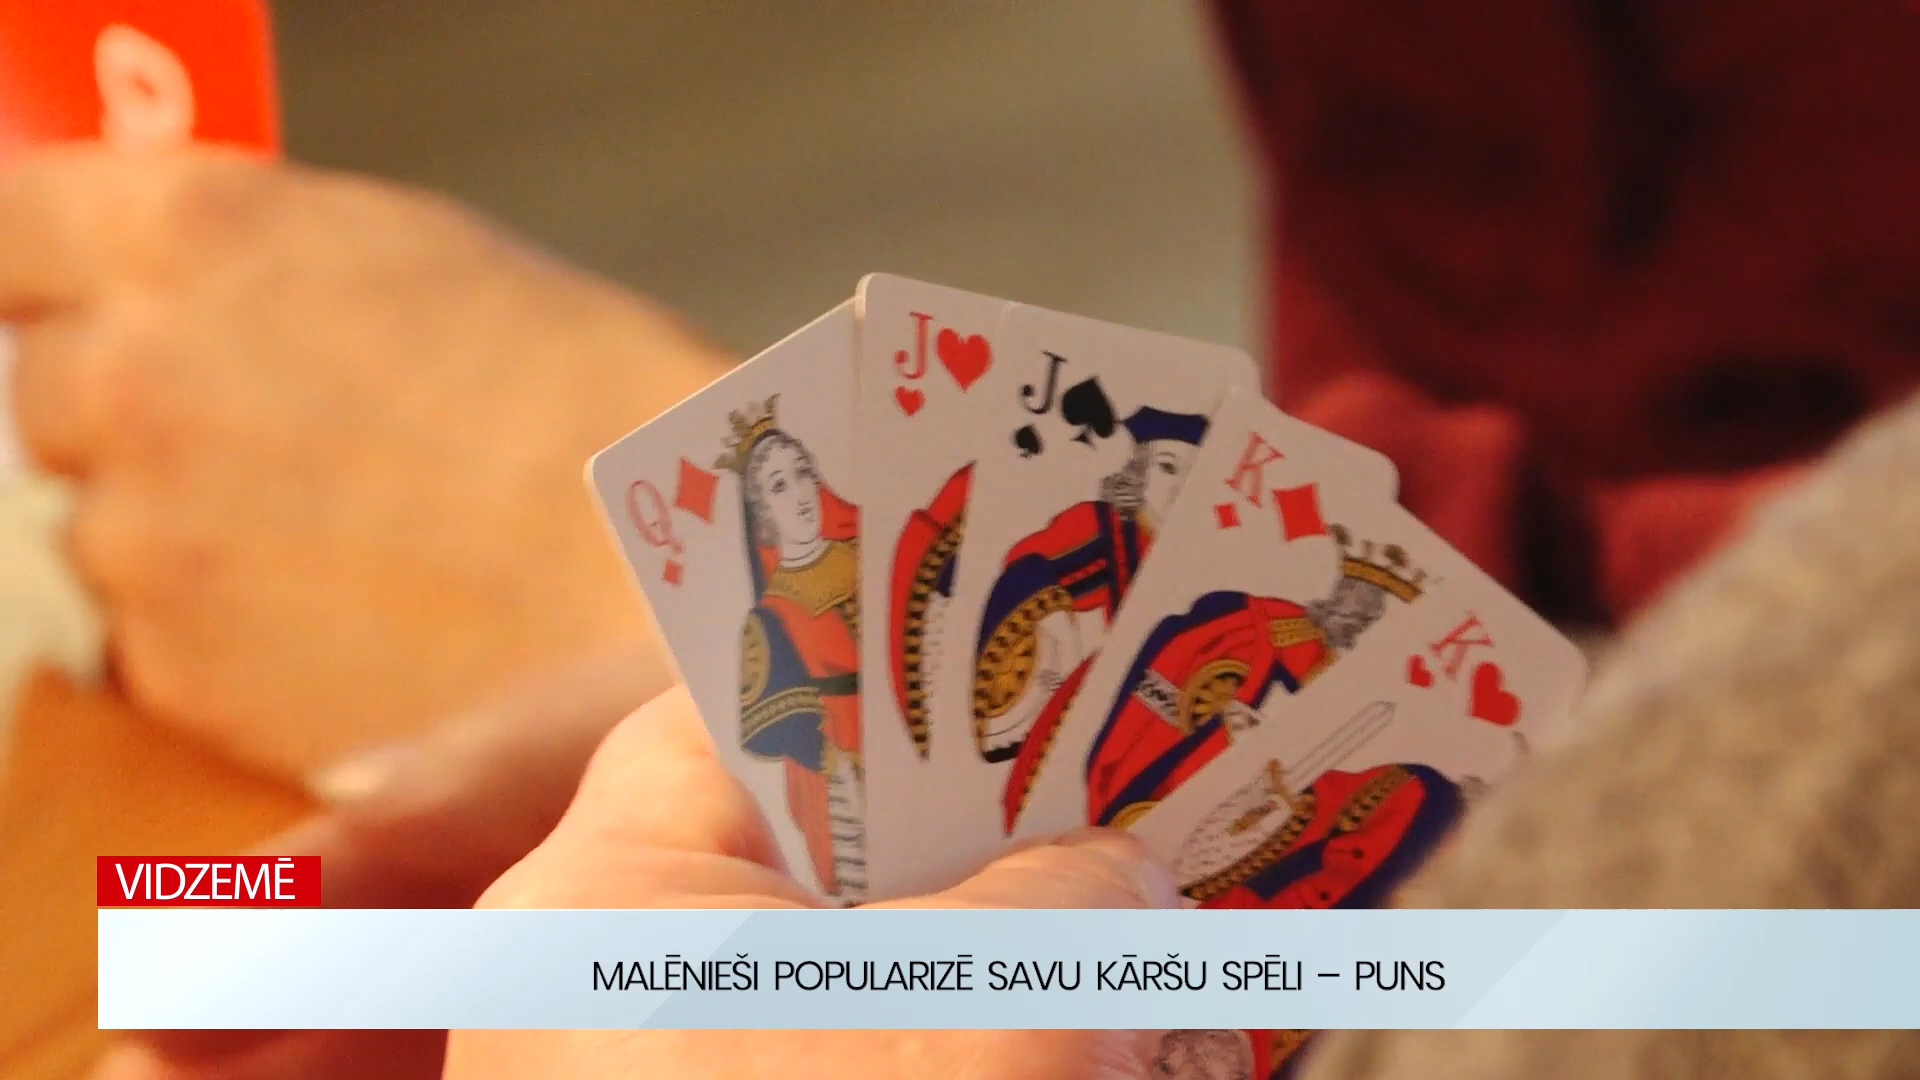 J
J
Q
K
K
VIDZEMĒ
MALĒNIEŠI POPULARIZĒ SAVU KĀRŠU SPĒLI – PUNS